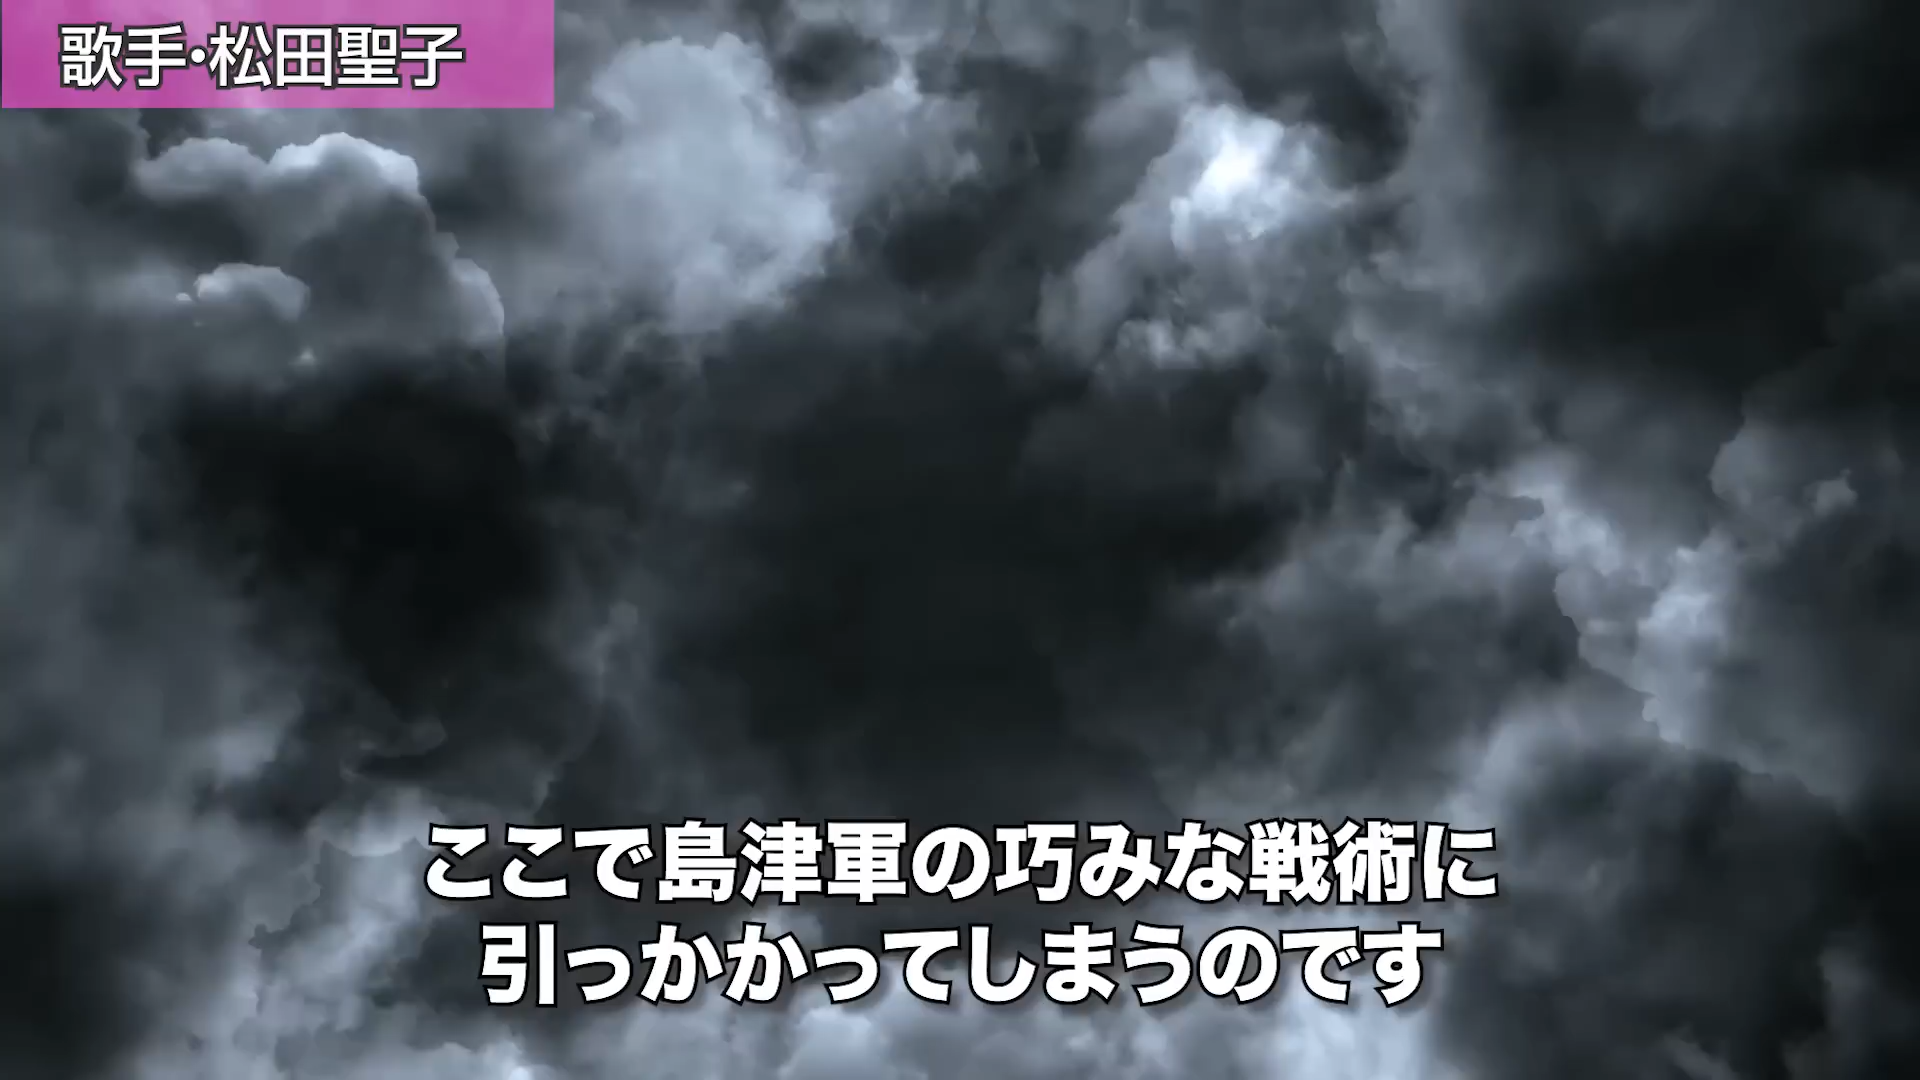 歌手・松田聖子
ここで島津軍の巧みな戦術に
引っかかってしまうのです